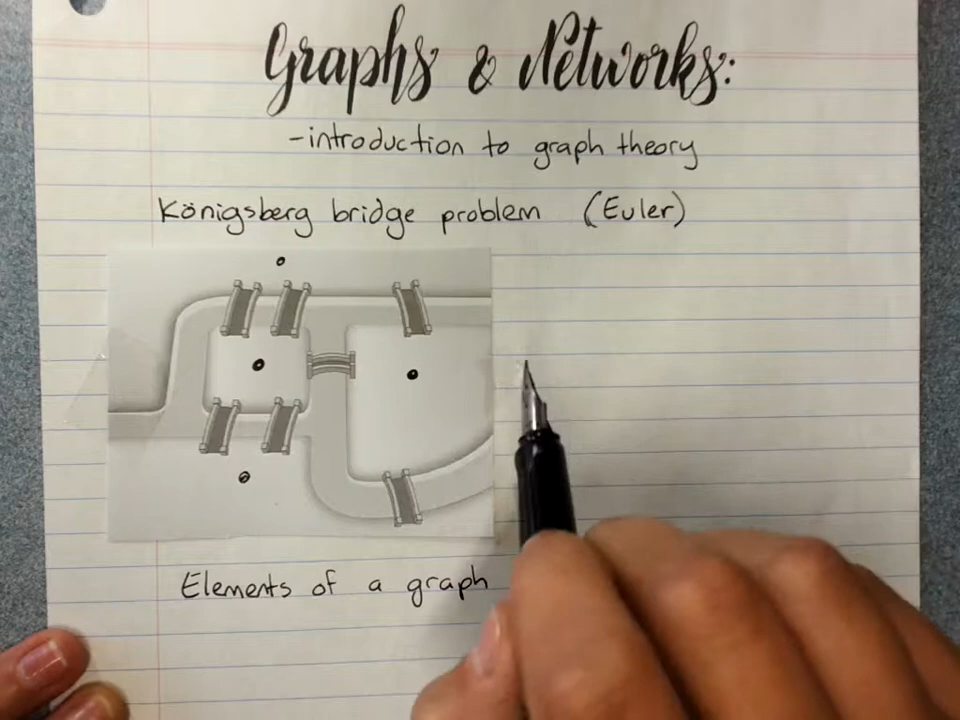 Graphs & Networks:
-introduction to graph theory
Königsberg bridge problem (Euler)
Elements of a graph